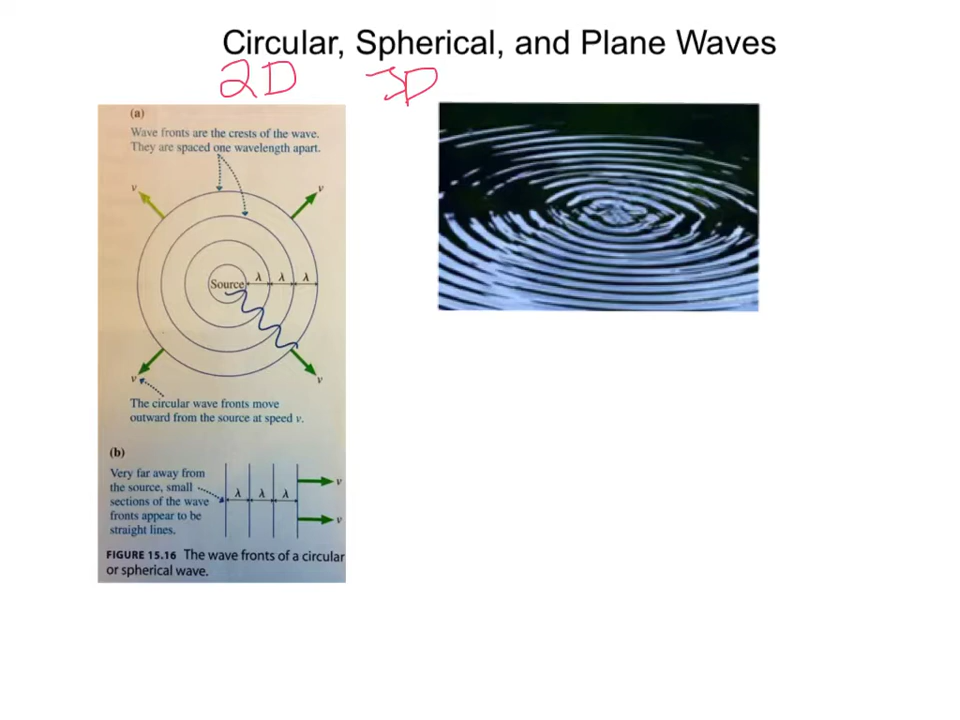 Circular, Spherical, and Plane Waves
2D 3D
(a)
Wave fronts are the crests of the wave.
They are spaced one wavelength apart.
v v
Source λ λ λ
v v
The circular wave fronts move
outward from the source at speed v.
(b)
Very far away from
the source, small
sections of the wave
fronts appear to be
straight lines.
λ λ λ
v
v
FIGURE 15.16 The wave fronts of a circular
or spherical wave.